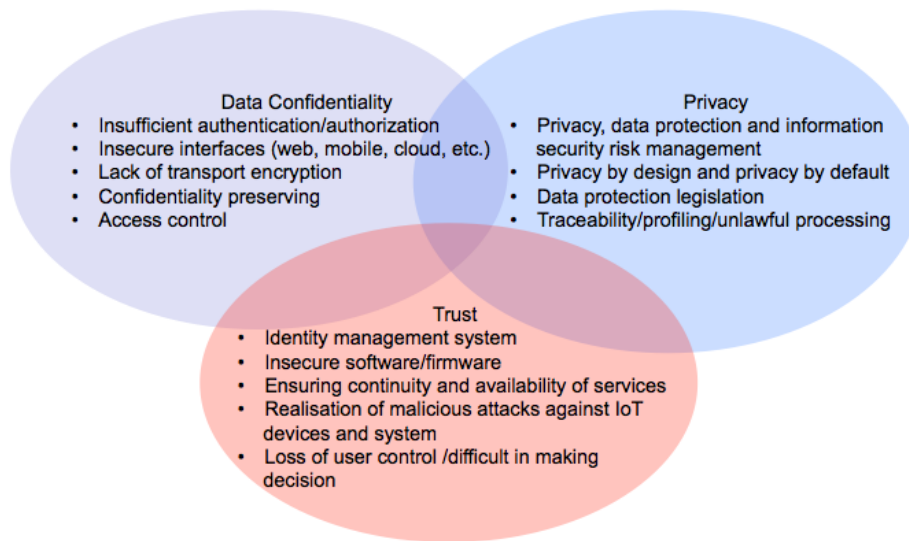 Data Confidentiality
• Insufficient authentication/authorization
• Insecure interfaces (web, mobile, cloud, etc.)
• Lack of transport encryption
• Confidentiality preserving
• Access control
Privacy
• Privacy, data protection and information
security risk management
• Privacy by design and privacy by default
• Data protection legislation
• Traceability/profiling/unlawful processing
Trust
• Identity management system
• Insecure software/firmware
• Ensuring continuity and availability of services
• Realisation of malicious attacks against IoT
devices and system
• Loss of user control /difficult in making
decision